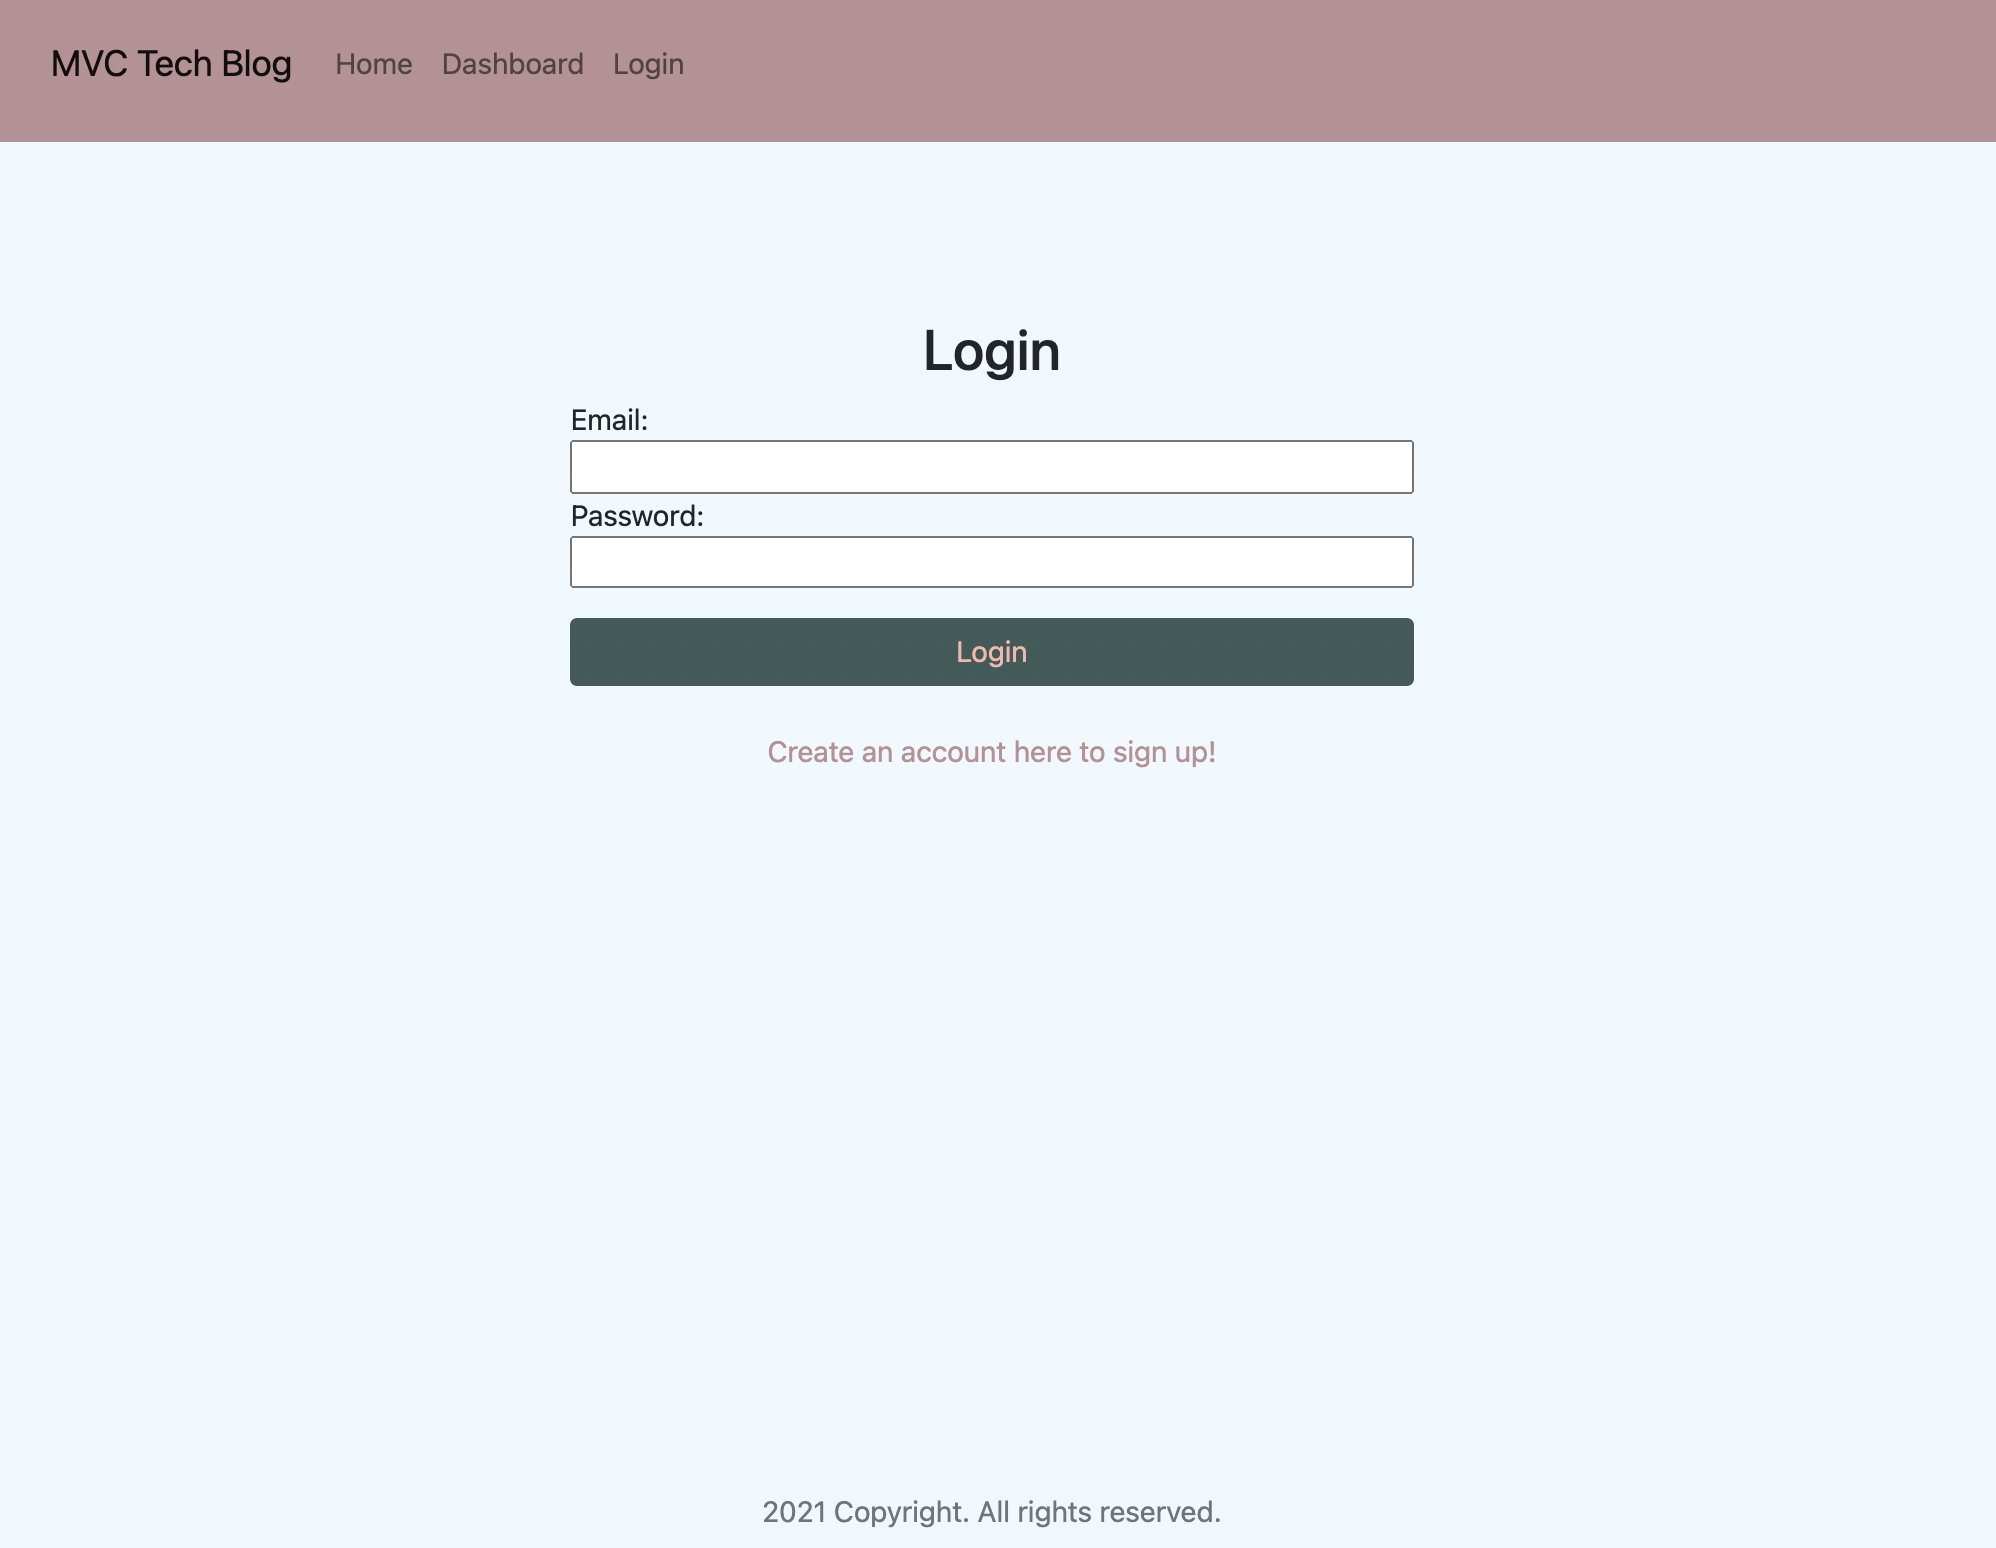 MVC Tech Blog Home Dashboard Login
Login
Email:
Password:
Login
Create an account here to sign up!
2021 Copyright. All rights reserved.